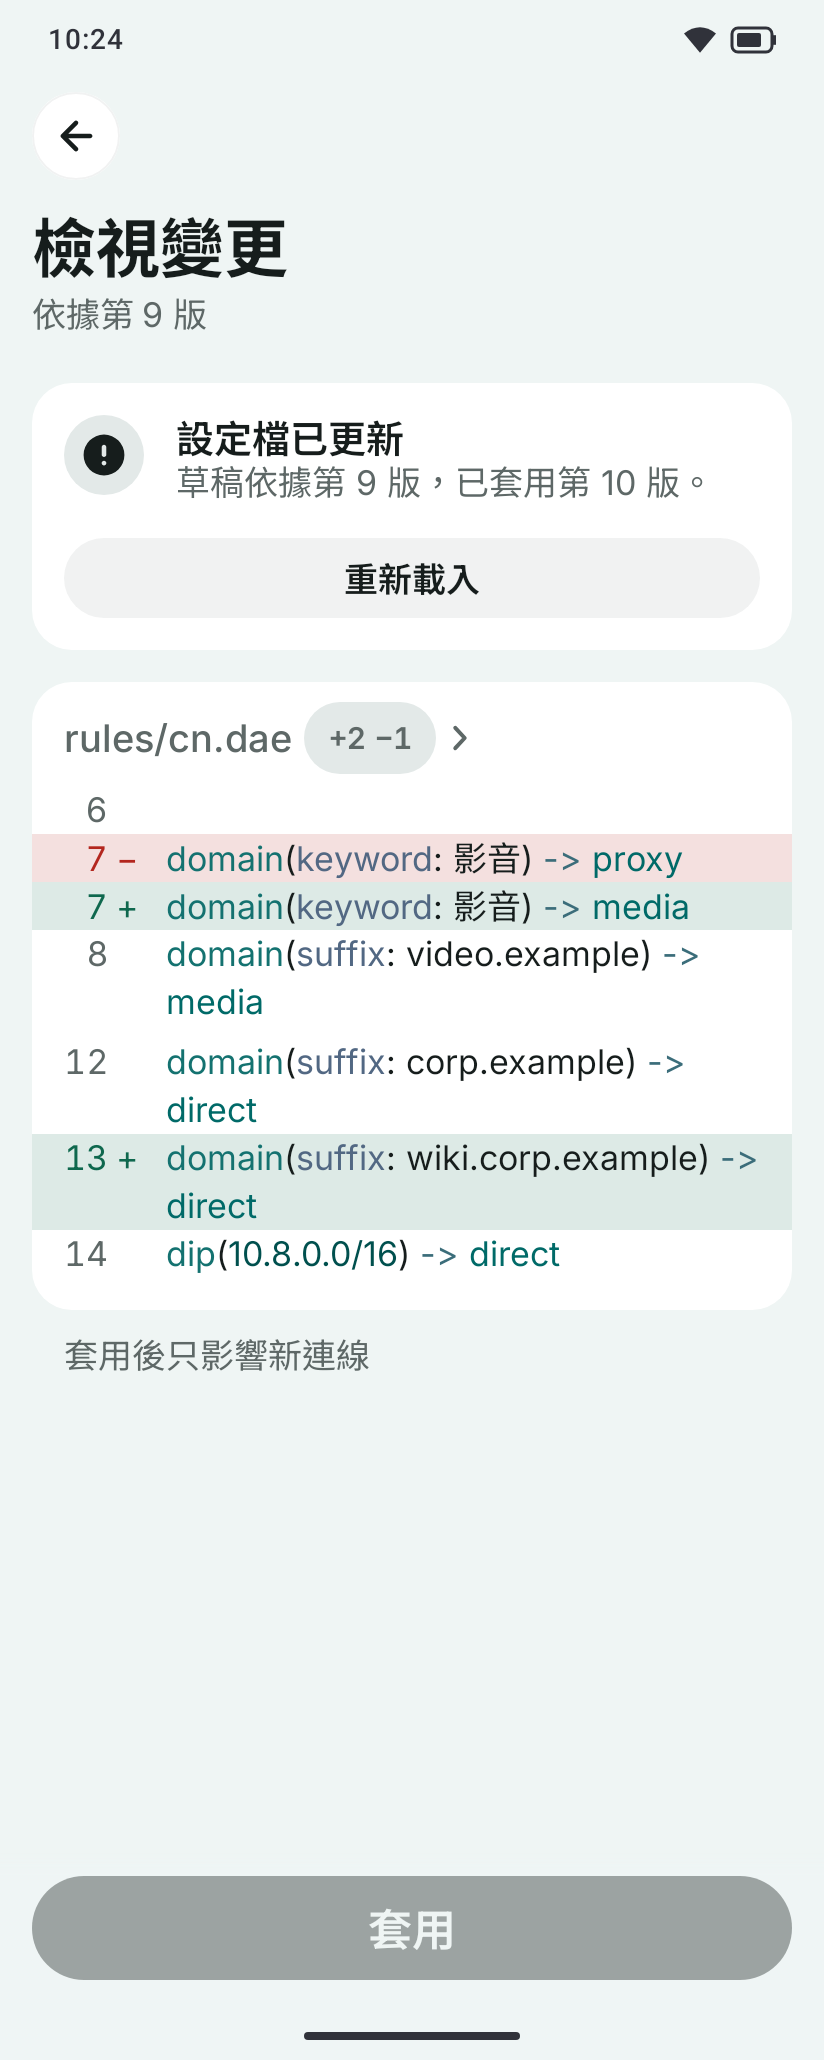 10:24
檢視變更
依據第 9 版
設定檔已更新
草稿依據第 9 版，已套用第 10 版。
重新載入
rules/cn.dae +2 −1
6
7 − domain(keyword: 影音) -> proxy
7 + domain(keyword: 影音) -> media
8 domain(suffix: video.example) ->
media
12 domain(suffix: corp.example) ->
direct
13 + domain(suffix: wiki.corp.example) ->
direct
14 dip(10.8.0.0/16) -> direct
套用後只影響新連線
套用